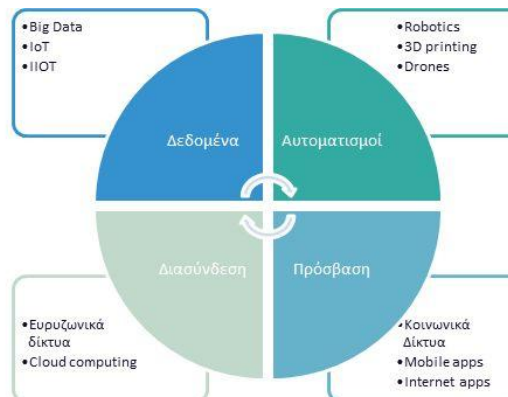 •Big Data
•IoT
•IIOT
•Robotics
•3D printing
•Drones
Δεδομένα
Αυτοματισμοί
Διασύνδεση
Πρόσβαση
•Ευρυζωνικά
δίκτυα
•Cloud computing
•Κοινωνικά
Δίκτυα
•Mobile apps
•Internet apps